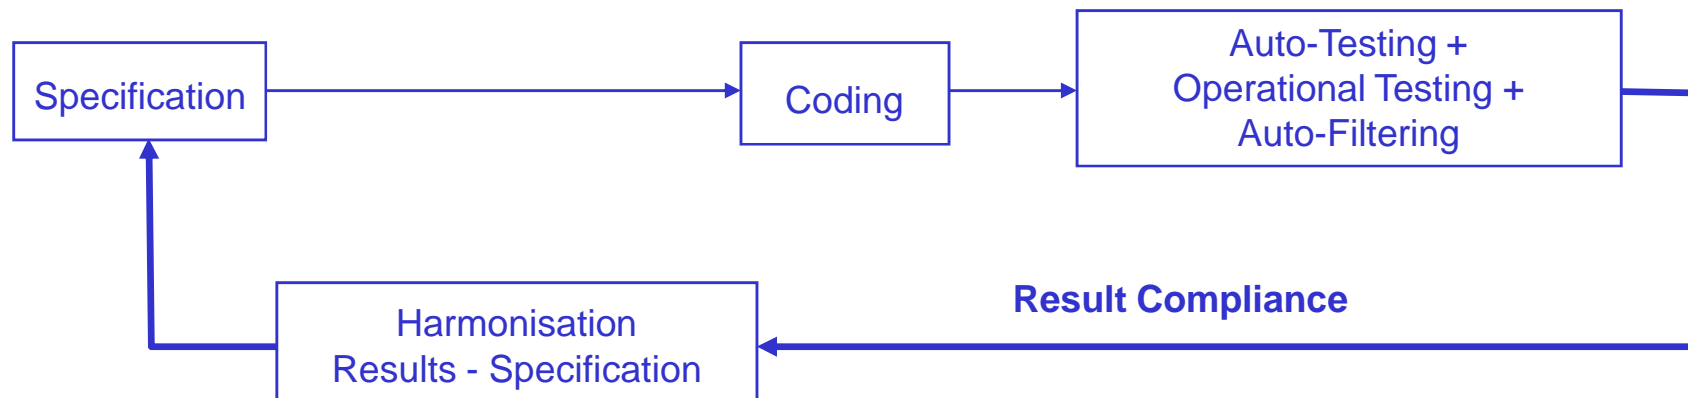 Specification
Coding
Auto-Testing +
Operational Testing +
Auto-Filtering
Result Compliance
Harmonisation
Results - Specification